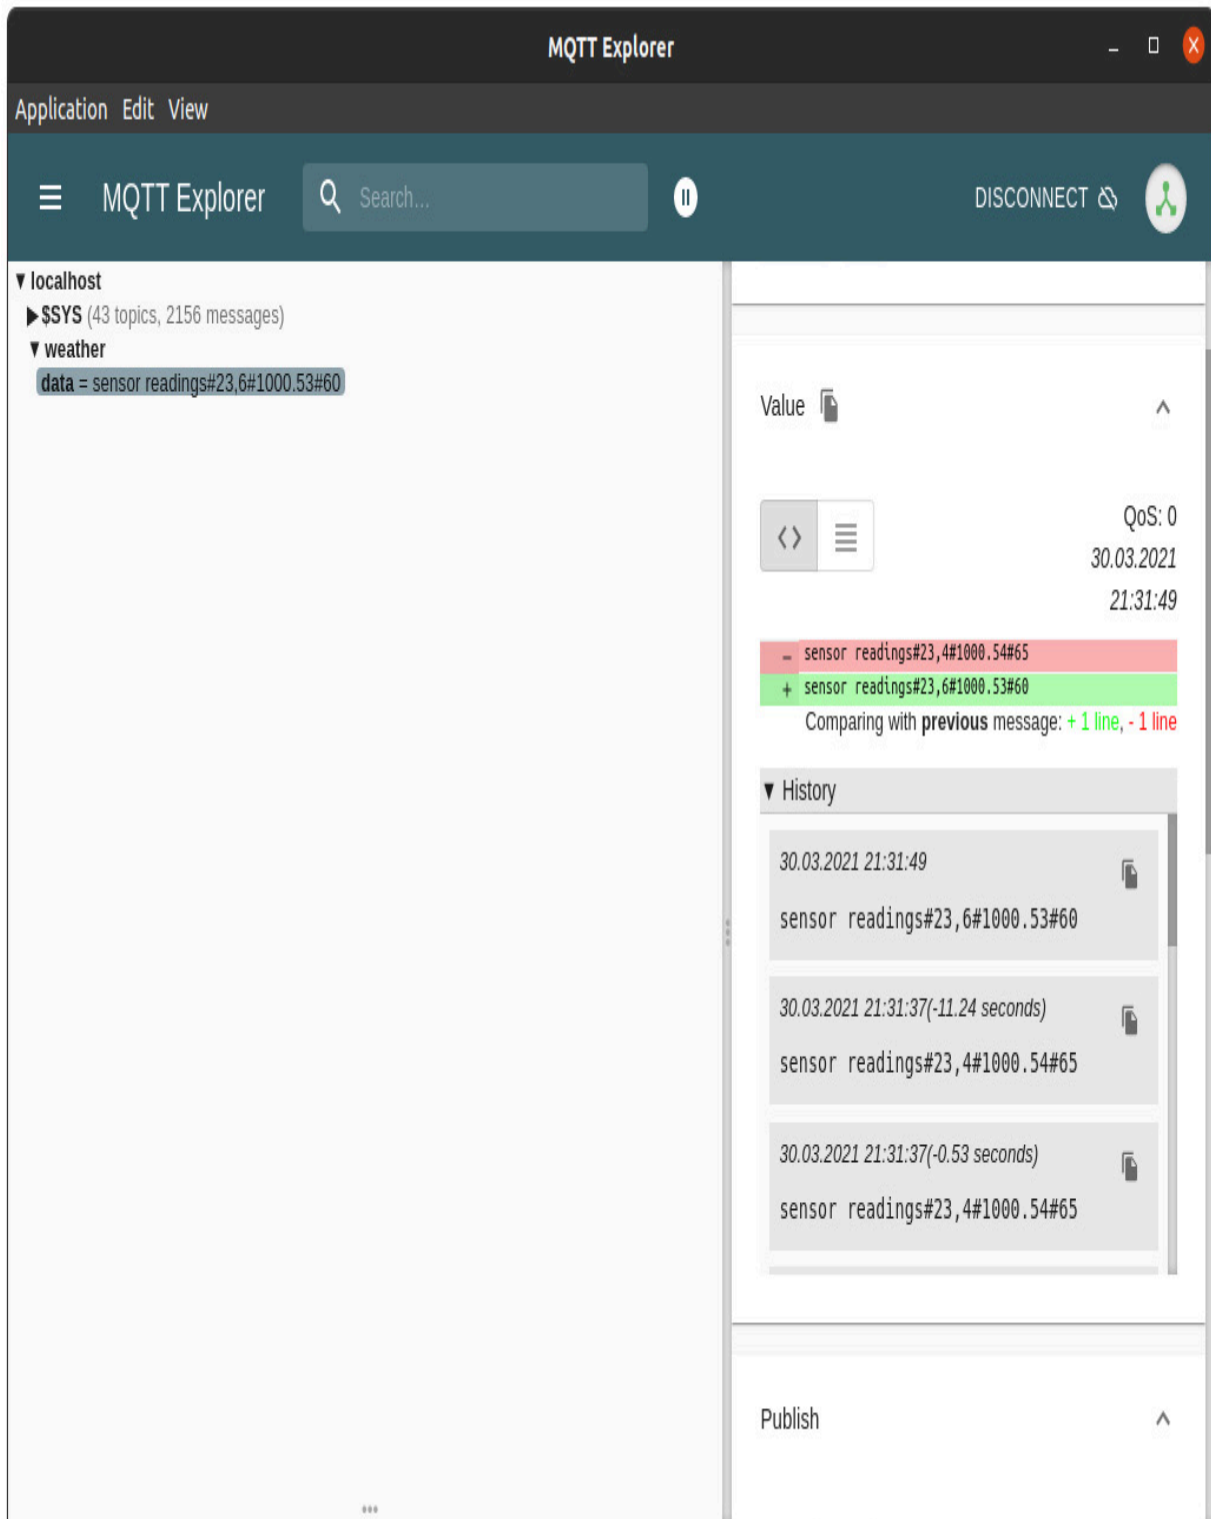 MQTT Explorer
Application Edit View
MQTT Explorer
Search...
DISCONNECT
localhost
$SYS (43 topics, 2156 messages)
weather
data = sensor readings#23,6#1000.53#60
Value
QoS: 0
30.03.2021
21:31:49
- sensor readings#23,4#1000.54#65
+ sensor readings#23,6#1000.53#60
Comparing with previous message: + 1 line, - 1 line
History
30.03.2021 21:31:49
sensor readings#23,6#1000.53#60
30.03.2021 21:31:37(-11.24 seconds)
sensor readings#23,4#1000.54#65
30.03.2021 21:31:37(-0.53 seconds)
sensor readings#23,4#1000.54#65
Publish